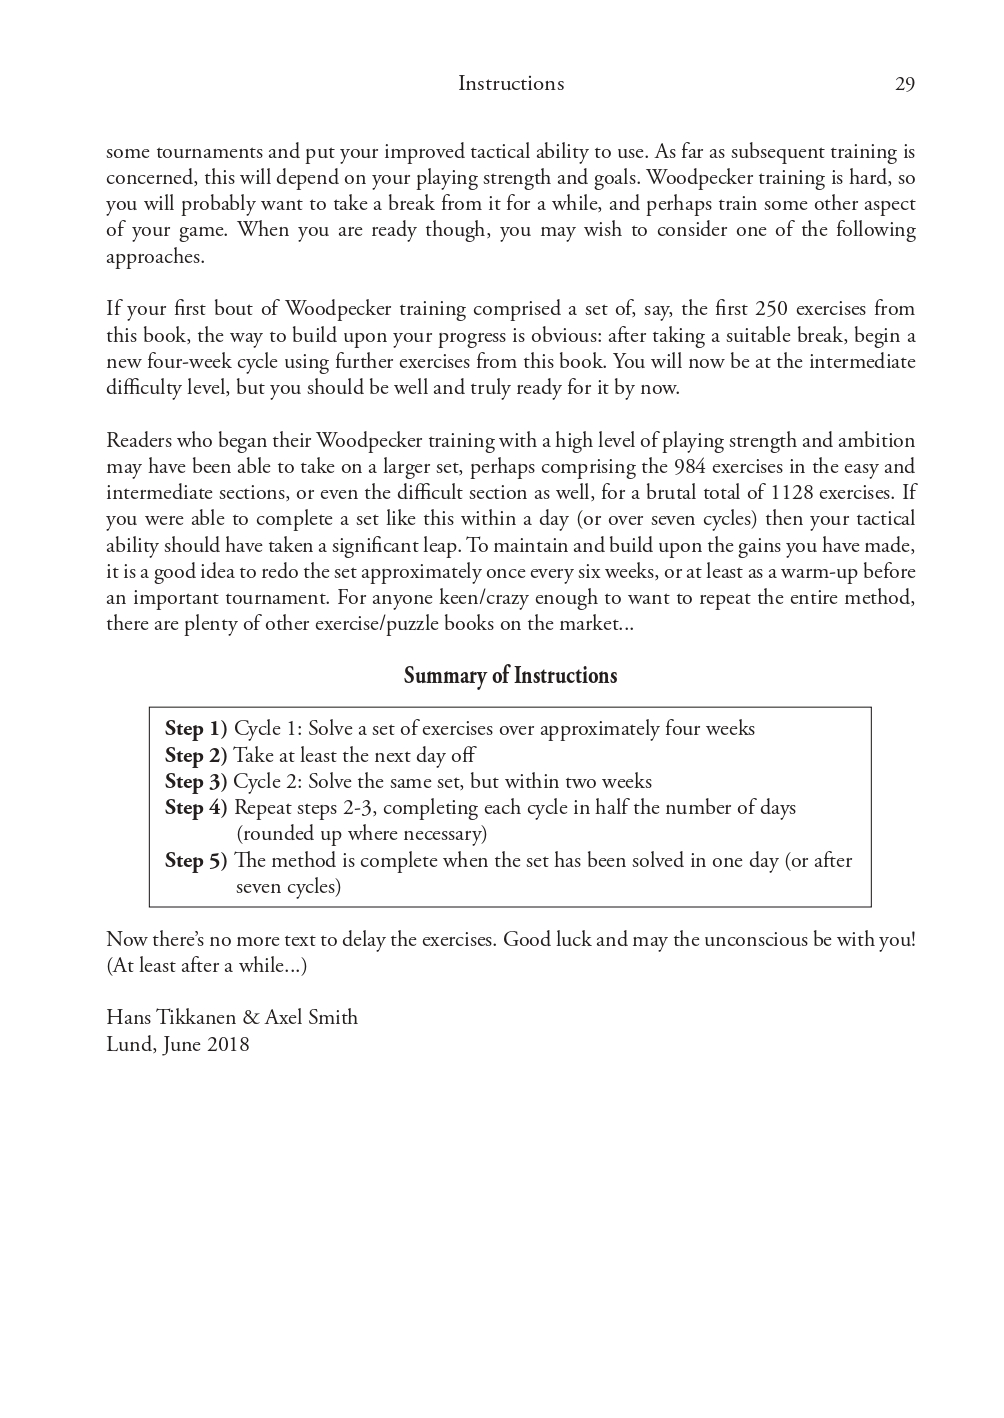 Instructions
29
some tournaments and put your improved tactical ability to use. As far as subsequent training is
concerned, this will depend on your playing strength and goals. Woodpecker training is hard, so
you will probably want to take a break from it for a while, and perhaps train some other aspect
of your game. When you are ready though, you may wish to consider one of the following
approaches.
If your first bout of Woodpecker training comprised a set of, say, the first 250 exercises from
this book, the way to build upon your progress is obvious: after taking a suitable break, begin a
new four-week cycle using further exercises from this book. You will now be at the intermediate
difficulty level, but you should be well and truly ready for it by now.
Readers who began their Woodpecker training with a high level of playing strength and ambition
may have been able to take on a larger set, perhaps comprising the 984 exercises in the easy and
intermediate sections, or even the difficult section as well, for a brutal total of 1128 exercises. If
you were able to complete a set like this within a day (or over seven cycles) then your tactical
ability should have taken a significant leap. To maintain and build upon the gains you have made,
it is a good idea to redo the set approximately once every six weeks, or at least as a warm-up before
an important tournament. For anyone keen/crazy enough to want to repeat the entire method,
there are plenty of other exercise/puzzle books on the market...
Summary of Instructions
Step 1) Cycle 1: Solve a set of exercises over approximately four weeks
Step 2) Take at least the next day off
Step 3) Cycle 2: Solve the same set, but within two weeks
Step 4) Repeat steps 2-3, completing each cycle in half the number of days
(rounded up where necessary)
Step 5) The method is complete when the set has been solved in one day (or after
seven cycles)
Now there's no more text to delay the exercises. Good luck and may the unconscious be with you!
(At least after a while...)
Hans Tikkanen & Axel Smith
Lund, June 2018